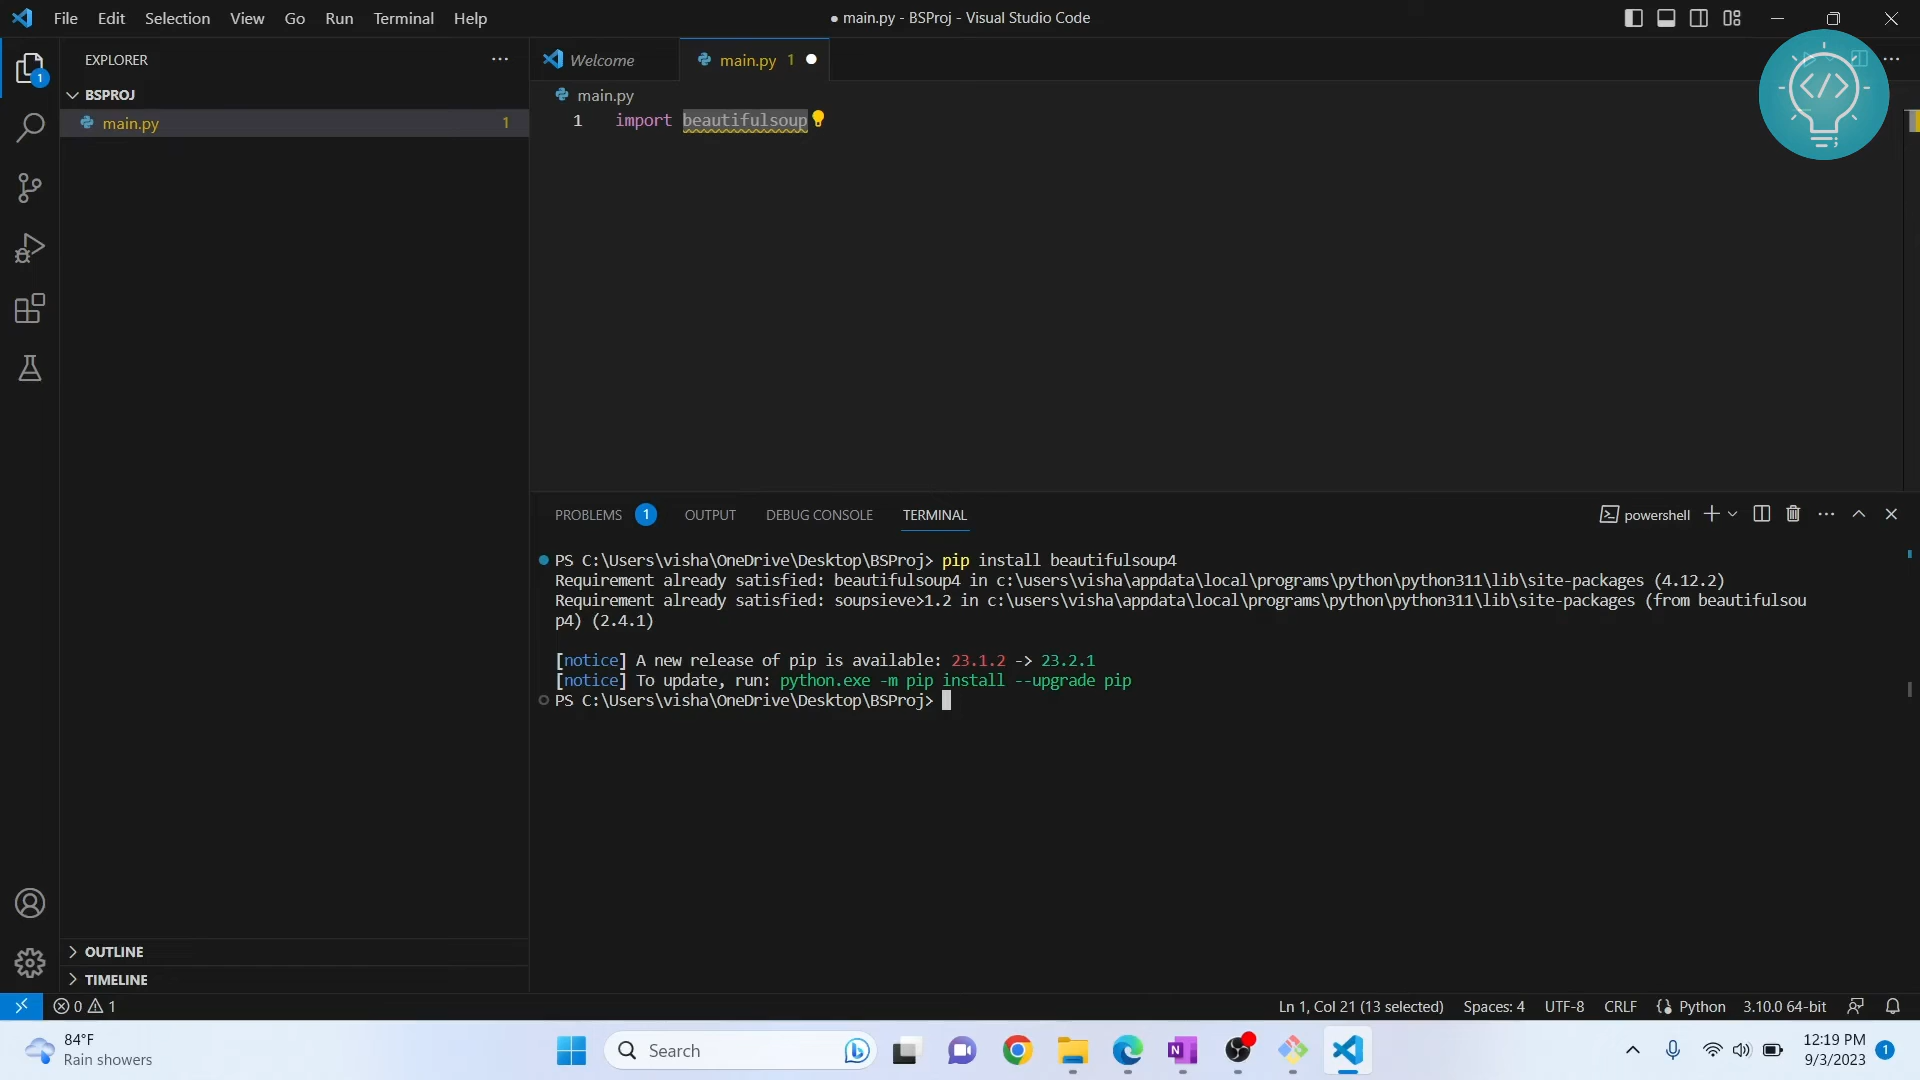 File Edit Selection View Go Run Terminal Help
● main.py - BSProj - Visual Studio Code
EXPLORER
BSPROJ
main.py 1
1
Welcome
main.py 1
main.py
1 import beautifulsoup
</>
;
PROBLEMS 1 OUTPUT DEBUG CONSOLE TERMINAL
powershell
PS C:\Users\visha\OneDrive\Desktop\BSProj> pip install beautifulsoup4
Requirement already satisfied: beautifulsoup4 in c:\users\visha\appdata\local\programs\python\python311\lib\site-packages (4.12.2)
Requirement already satisfied: soupsieve>1.2 in c:\users\visha\appdata\local\programs\python\python311\lib\site-packages (from beautifulsou
p4) (2.4.1)
[notice] A new release of pip is available: 23.1.2 -> 23.2.1
[notice] To update, run: python.exe -m pip install --upgrade pip
PS C:\Users\visha\OneDrive\Desktop\BSProj>
OUTLINE
TIMELINE
0 1
Ln 1, Col 21 (13 selected) Spaces: 4 UTF-8 CRLF Python 3.10.0 64-bit
84°F
Rain showers
Search
N
12:19 PM
9/3/2023
1